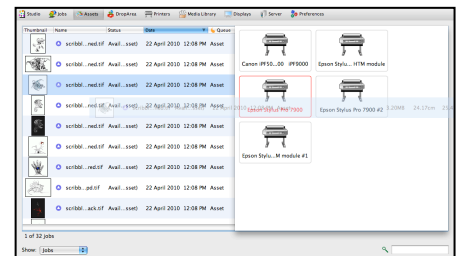 Studio Jobs Assets DropArea Printers Media Library Displays Server Preferences
Thumbnail Name Status Date Queue
scribbl...ned.tif Avail...sset) 22 April 2010 12:08 PM Asset
scribbl...ned.tif Avail...sset) 22 April 2010 12:08 PM Asset
scribbl...ned.tif Avail...sset) 22 April 2010 12:08 PM Asset
scribbl...ned.tif Avail...sset) 22 April 2010 12:08 PM Asset
scribbl...ned.tif Avail...sset) 22 April 2010 12:08 PM Asset
scribbl...ned.tif Avail...sset) 22 April 2010 12:08 PM Asset
scribbl...ned.tif Avail...sset) 22 April 2010 12:08 PM Asset
scribb...pd.tif Avail...sset) 22 April 2010 12:08 PM Asset
scribbl...ack.tif Avail...sset) 22 April 2010 12:08 PM Asset
Canon iPF50...00 iPF9000 Epson Stylu... HTM module
Epson Stylus Pro 7900 Epson Stylus Pro 7900 #2
3.20MB 24.17cm
Epson Stylu...M module #1
1 of 32 jobs
Show: Jobs